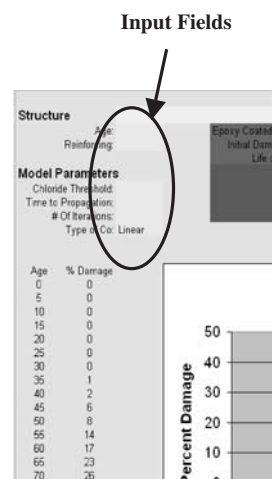 Input Fields
Structure
Age:
Reinforcing:
Epoxy Coated
Initial Dam
Life
Model Parameters
Chloride Threshold:
Time to Propagation:
# Of Iterations:
Type of Co: Linear
Age % Damage
0 0
5 0
10 0
15 0
20 0
25 0
30 0
35 1
40 2
45 6
50 8
55 14
60 17
65 23
70 26
Percent Damage
50
40
30
20
10